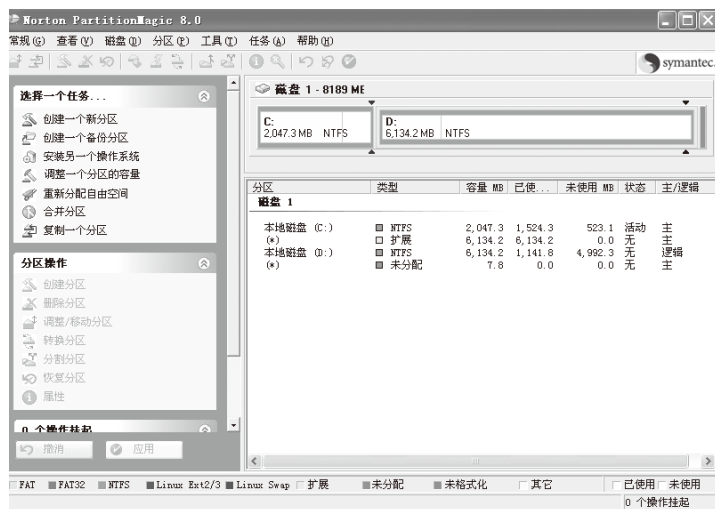 Norton PartitionMagic 8.0
常规(G) 查看(V) 磁盘(D) 分区(P) 工具(T) 任务(A) 帮助(H)
symantec.
选择一个任务...
创建一个新分区
创建一个备份分区
安装另一个操作系统
调整一个分区的容量
重新分配自由空间
合并分区
复制一个分区
分区操作
创建分区
删除分区
调整/移动分区
转换分区
分割分区
恢复分区
属性
0 个操作挂起
撤消 应用
磁盘 1 - 8189 ME
C: D:
2,047.3 MB NTFS 6,134.2 MB NTFS
分区 类型 容量 MB 已使... 未使用 MB 状态 主/逻辑
磁盘 1
本地磁盘 (C:) NTFS 2,047.3 1,524.3 523.1 活动 主
(*) 扩展 6,134.2 6,134.2 0.0 无 主
本地磁盘 (D:) NTFS 6,134.2 1,141.8 4,992.3 无 逻辑
(*) 未分配 7.8 0.0 0.0 无 主
FAT FAT32 NTFS Linux Ext2/3 Linux Swap 扩展 未分配 未格式化 其它 已使用 未使用
0 个操作挂起